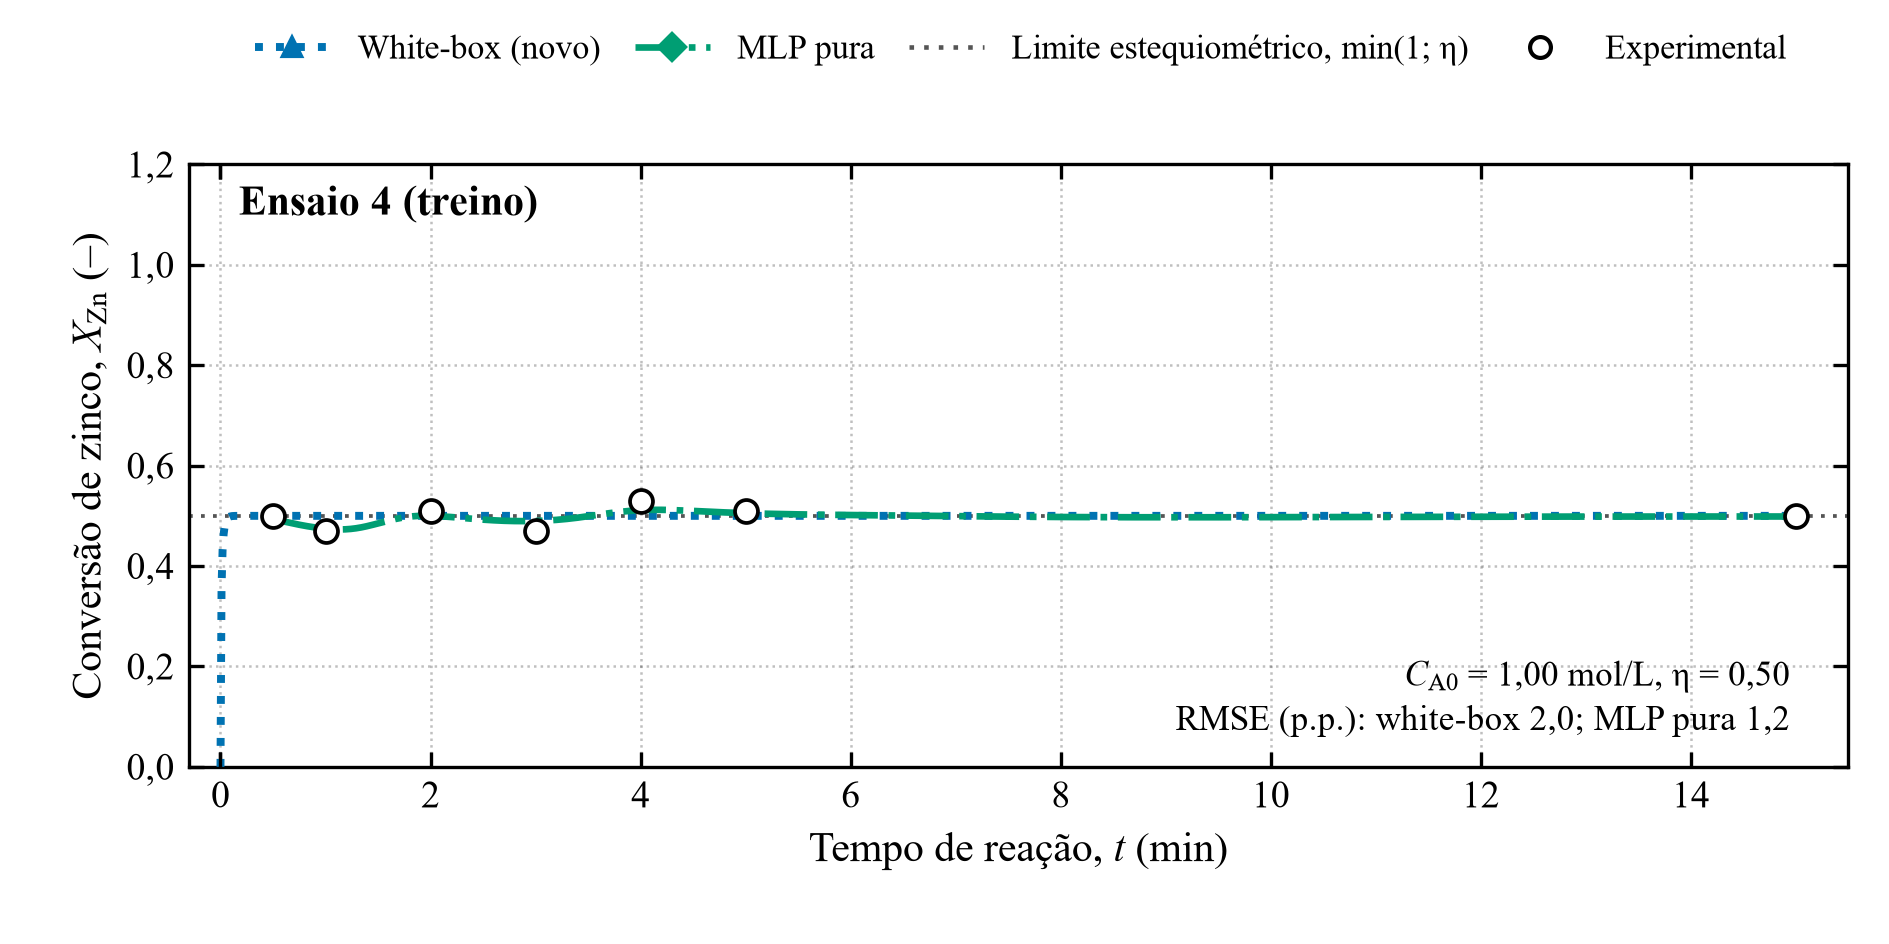 White-box (novo) MLP pura Limite estequiométrico, min(1; η) Experimental
Ensaio 4 (treino)
Conversão de zinco, X_Zn (–)
1,2
1,0
0,8
0,6
0,4
0,2
0,0
C_A0 = 1,00 mol/L, η = 0,50
RMSE (p.p.): white-box 2,0; MLP pura 1,2
0 2 4 6 8 10 12 14
Tempo de reação, t (min)